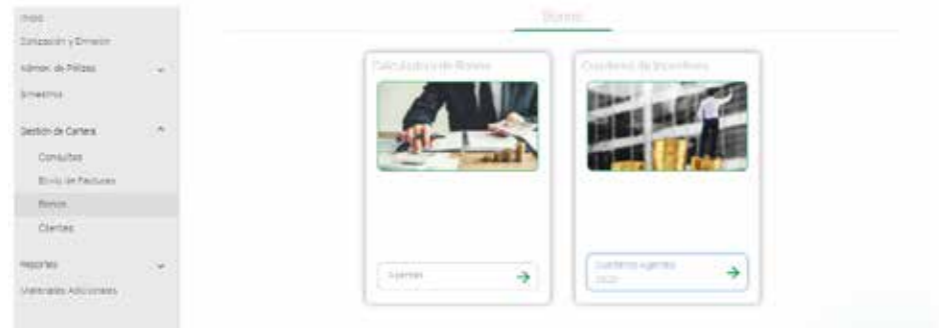 Inicio
Cotización y Emisión
Admon. de Pólizas
Siniestros
Gestión de Cartera
Consultas
Envío de Facturas
Bonos
Clientes
Reportes
Materiales Adicionales
Bonos
Calculadora de Bonos
Cuaderno de Incentivos
Agentes
Cuaderno Agentes